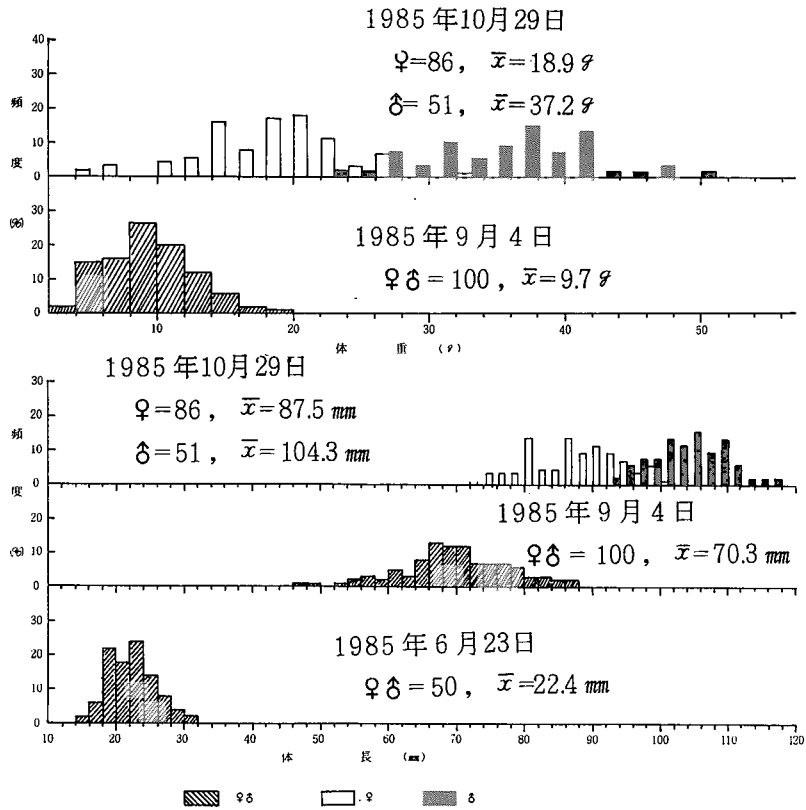 1985年10月29日
♀=86, x̄=18.9g
♂=51, x̄=37.2g
40
30
20
10
0
頻度(%)
1985年9月4日
♀♂=100, x̄=9.7g
30
20
10
0
10 20 30 40 50
体重(g)
1985年10月29日
♀=86, x̄=87.5mm
♂=51, x̄=104.3mm
30
20
10
0
頻度(%)
1985年9月4日
♀♂=100, x̄=70.3mm
20
10
0
1985年6月23日
♀♂=50, x̄=22.4mm
30
20
10
0
10 20 30 40 50 60 70 80 90 100 110 120
体長(mm)
♀♂ ♀ ♂